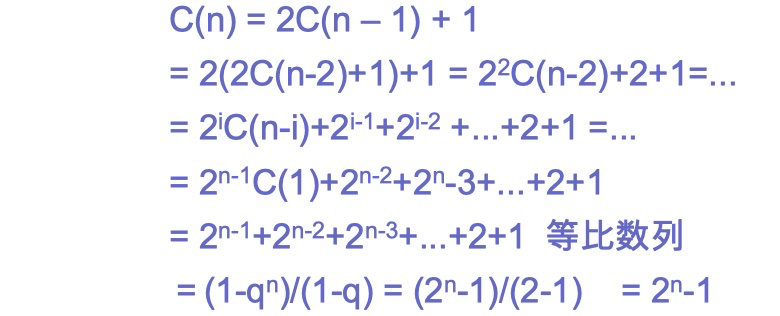 C(n) = 2C(n – 1) + 1
= 2(2C(n-2)+1)+1 = 2²C(n-2)+2+1=...
= 2ⁱC(n-i)+2ⁱ⁻¹+2ⁱ⁻² +...+2+1 =...
= 2ⁿ⁻¹C(1)+2ⁿ⁻²+2ⁿ-3+...+2+1
= 2ⁿ⁻¹+2ⁿ⁻²+2ⁿ⁻³+...+2+1 等比数列
= (1-qⁿ)/(1-q) = (2ⁿ-1)/(2-1) = 2ⁿ-1